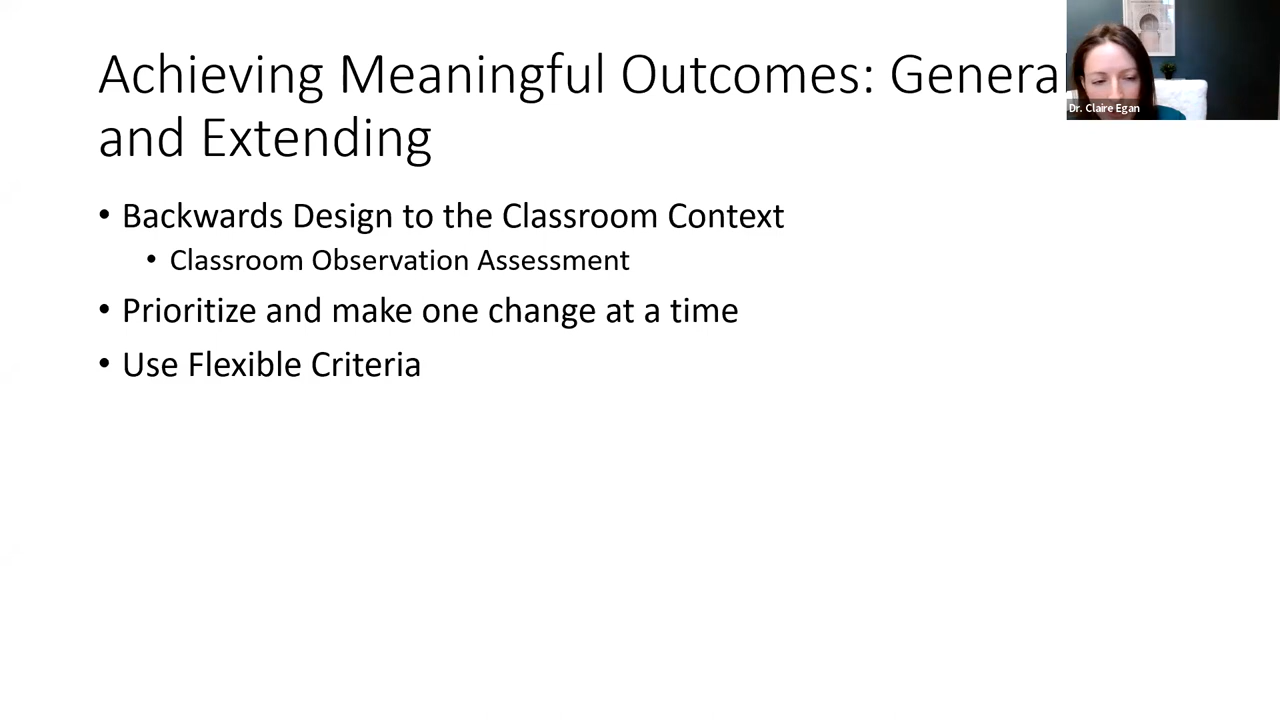 Achieving Meaningful Outcomes: Genera
and Extending
• Backwards Design to the Classroom Context
• Classroom Observation Assessment
• Prioritize and make one change at a time
• Use Flexible Criteria
Dr. Claire Egan